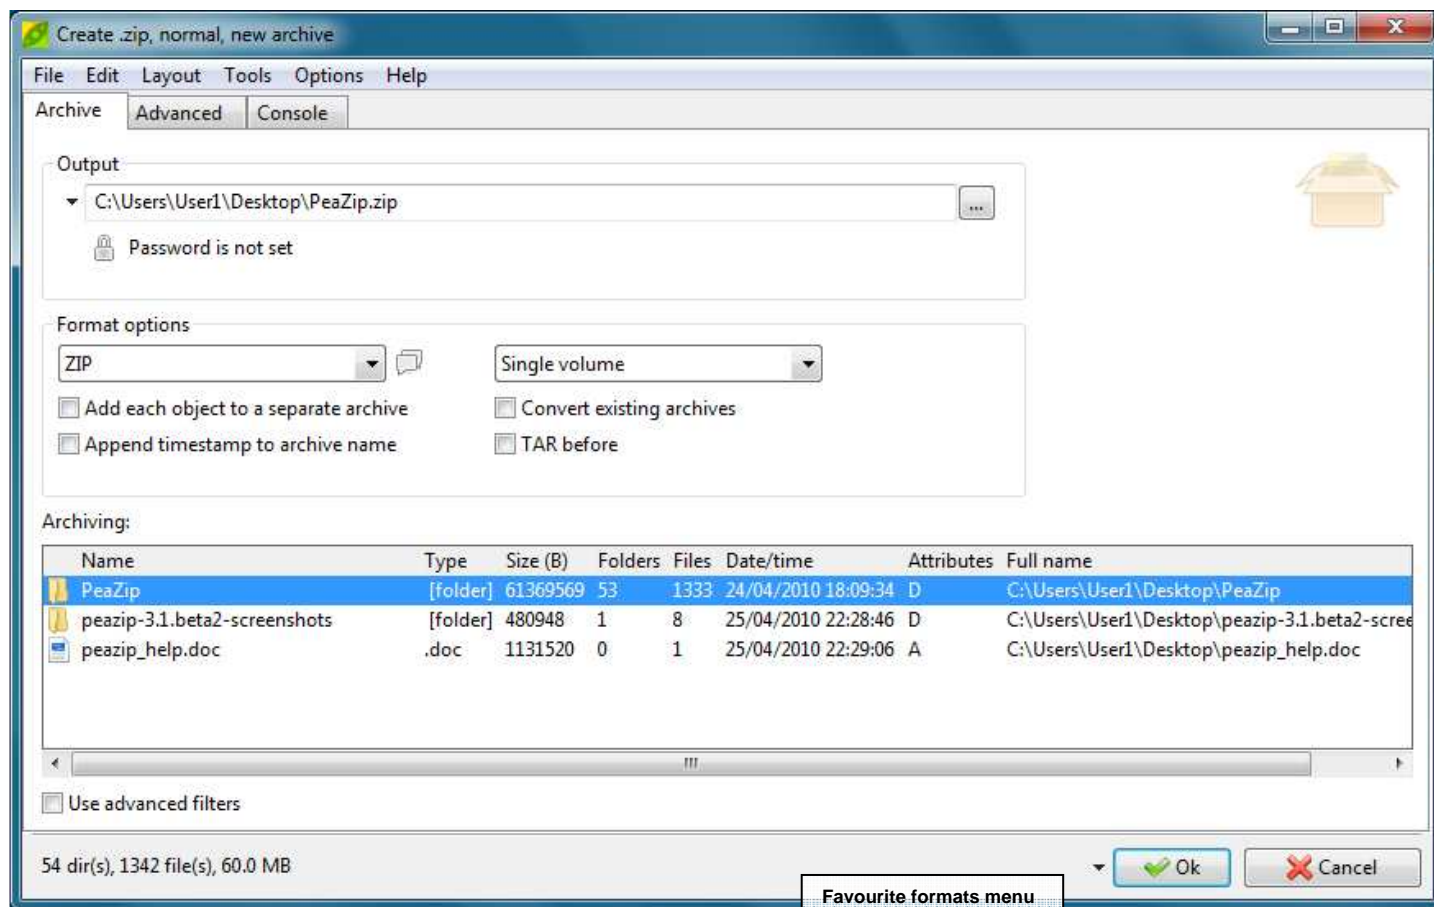 Create .zip, normal, new archive
File Edit Layout Tools Options Help
Archive Advanced Console
Output
C:\Users\User1\Desktop\PeaZip.zip ...
Password is not set
Format options
ZIP Single volume
Add each object to a separate archive Convert existing archives
Append timestamp to archive name TAR before
Archiving:
Name Type Size (B) Folders Files Date/time Attributes Full name
PeaZip [folder] 61369569 53 1333 24/04/2010 18:09:34 D C:\Users\User1\Desktop\PeaZip
peazip-3.1.beta2-screenshots [folder] 480948 1 8 25/04/2010 22:28:46 D C:\Users\User1\Desktop\peazip-3.1.beta2-scree
peazip_help.doc .doc 1131520 0 1 25/04/2010 22:29:06 A C:\Users\User1\Desktop\peazip_help.doc
Use advanced filters
54 dir(s), 1342 file(s), 60.0 MB Ok Cancel
Favourite formats menu